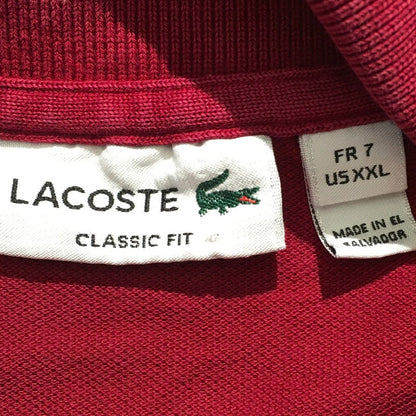 LACOSTE
CLASSIC FIT
FR 7
US XXL
MADE IN EL
SALVADOR